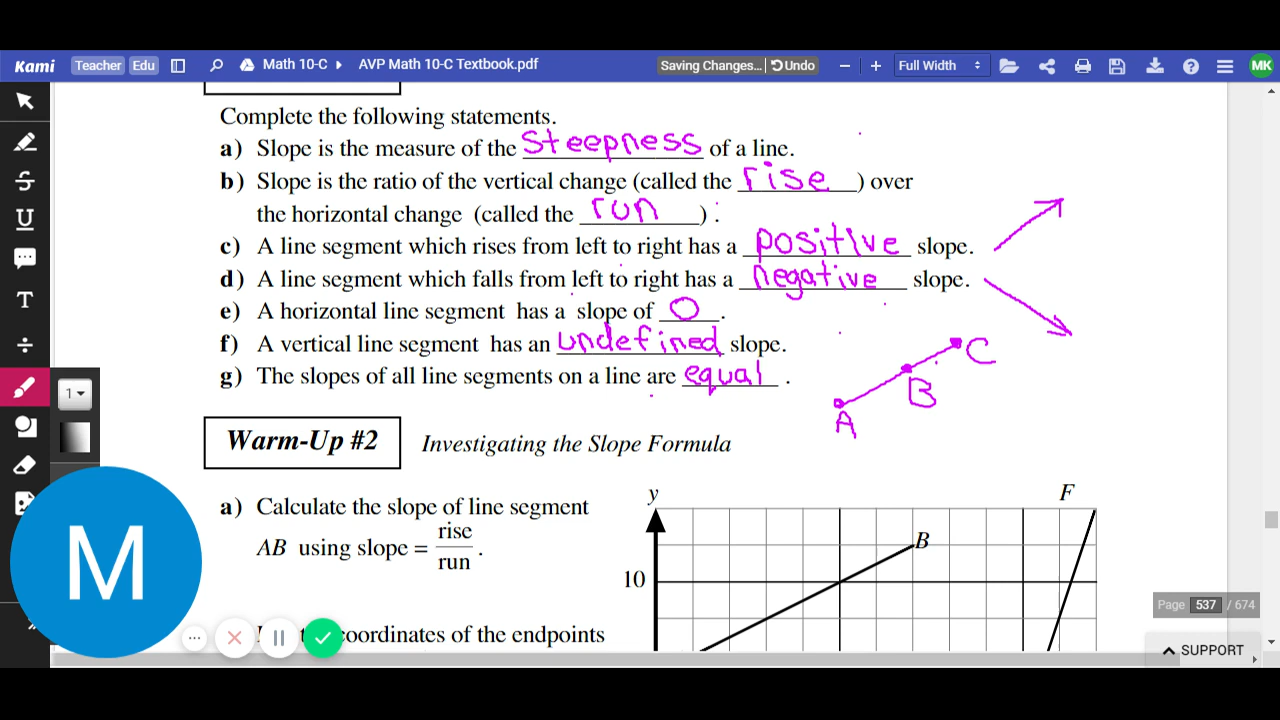 Kami Teacher Edu Math 10-C AVP Math 10-C Textbook.pdf Saving Changes... Undo Full Width MK
Complete the following statements.
a) Slope is the measure of the steepness of a line.
b) Slope is the ratio of the vertical change (called the rise) over
the horizontal change (called the run).
c) A line segment which rises from left to right has a positive slope.
d) A line segment which falls from left to right has a negative slope.
e) A horizontal line segment has a slope of 0.
f) A vertical line segment has an undefined slope.
g) The slopes of all line segments on a line are equal.
C
B
A
1
Warm-Up #2 Investigating the Slope Formula
a) Calculate the slope of line segment
AB using slope = rise
run .
y
F
B
10
M
coordinates of the endpoints
Page 537 / 674
SUPPORT